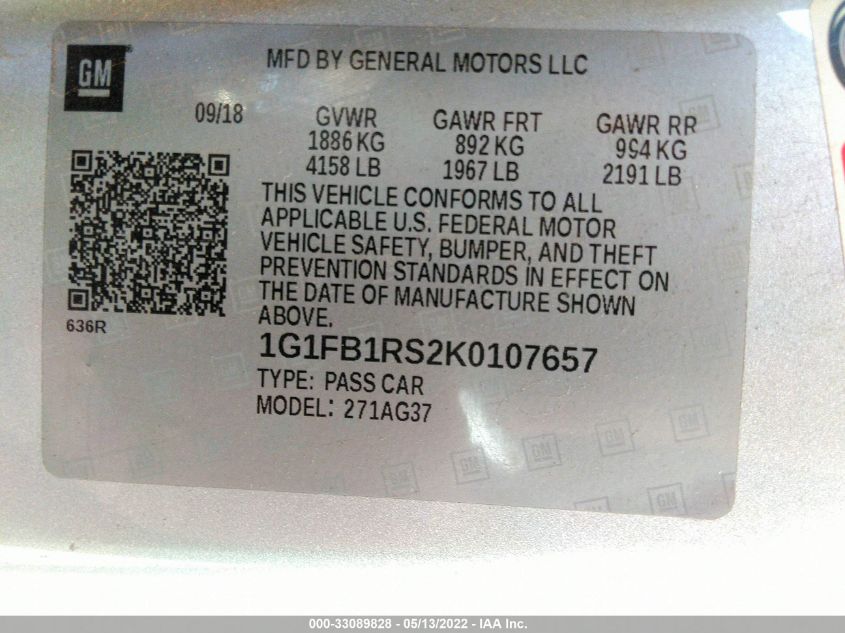 GM
MFD BY GENERAL MOTORS LLC
09/18 GVWR GAWR FRT GAWR RR
1886 KG 892 KG 994 KG
4158 LB 1967 LB 2191 LB
THIS VEHICLE CONFORMS TO ALL
APPLICABLE U.S. FEDERAL MOTOR
VEHICLE SAFETY, BUMPER, AND THEFT
PREVENTION STANDARDS IN EFFECT ON
THE DATE OF MANUFACTURE SHOWN
ABOVE.
636R
1G1FB1RS2K0107657
TYPE: PASS CAR
MODEL: 271AG37
000-33089828 - 05/13/2022 - IAA Inc.